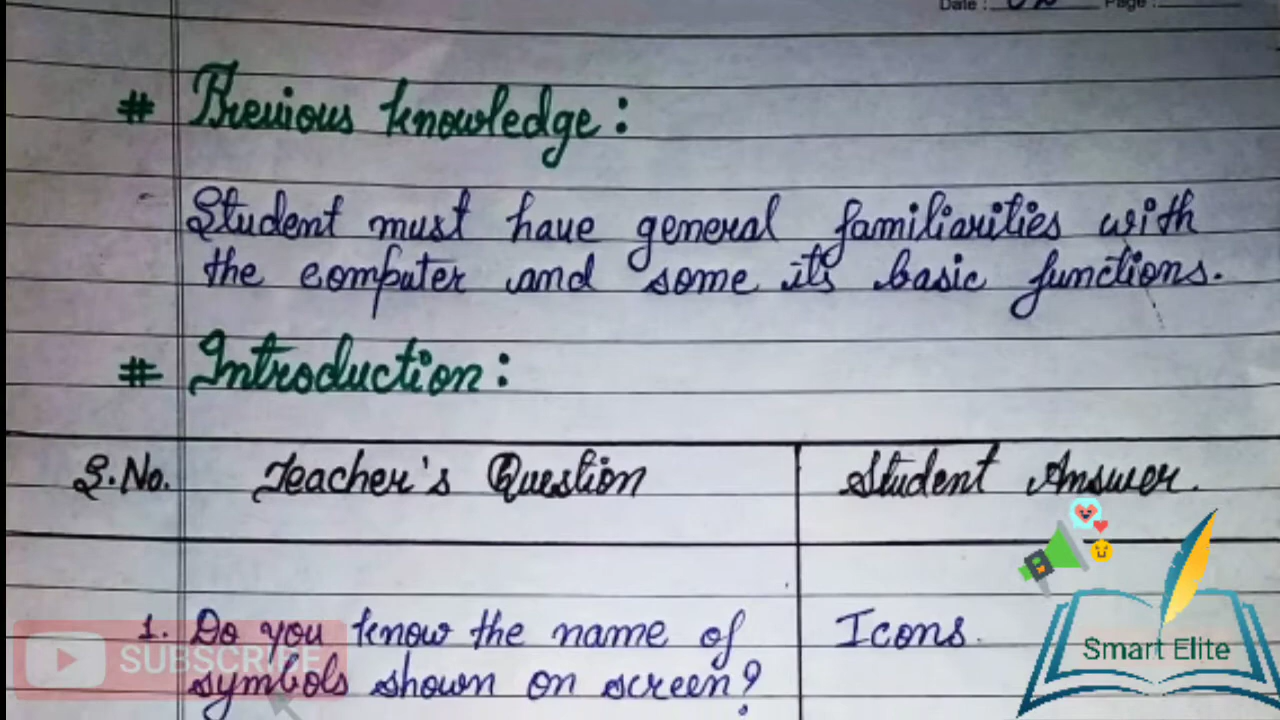 Date : Page :
# Previous knowledge :
Student must have general familiarities with
the computer and some its basic functions.
# Introduction :
S.No. Teacher's Question Student Answer.
1. Do you know the name of Icons.
symbols shown on screen?
SUBSCRIBE
Smart Elite